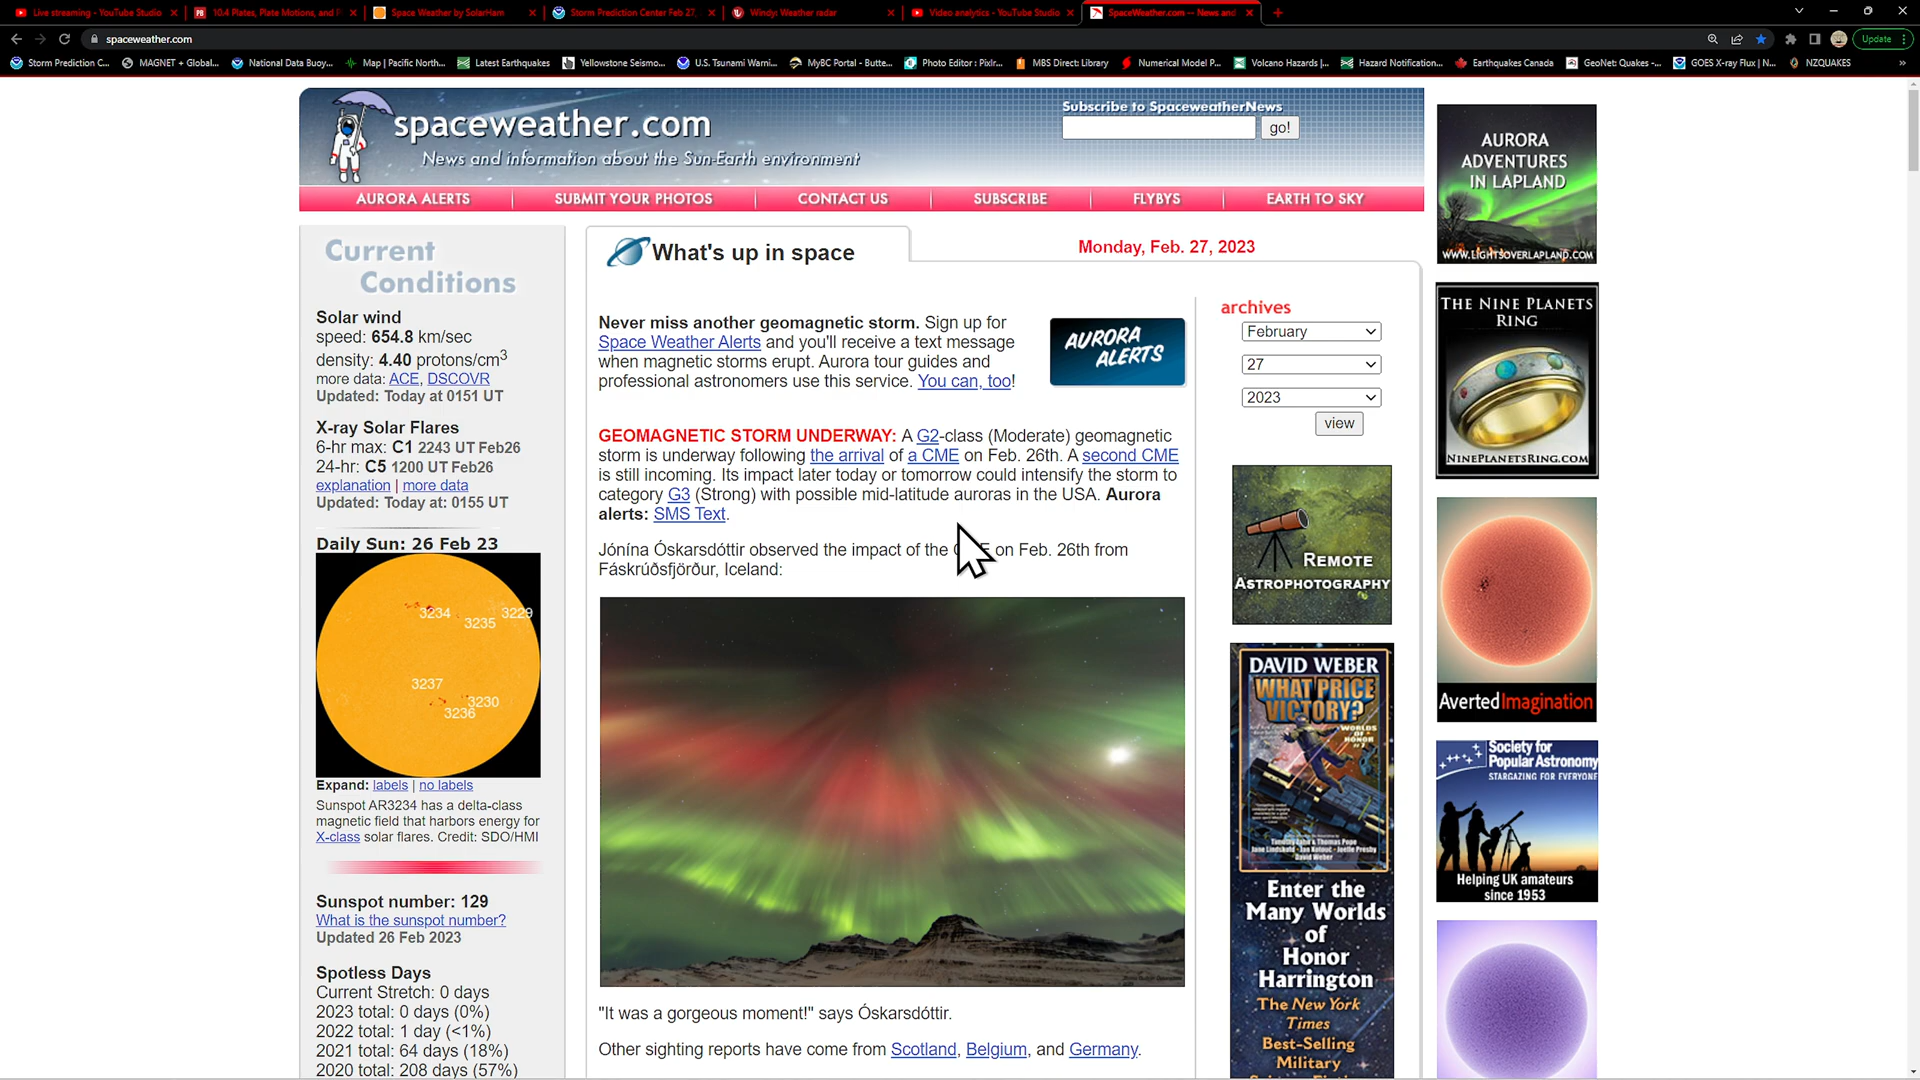 Live streaming - YouTube Studio
10.4 Plates, Plate Motions, and P
Space Weather by SolarHam
Storm Prediction Center Feb 27,
Windy: Weather radar
Video analytics - YouTube Studio
SpaceWeather.com -- News and
spaceweather.com
Update
Storm Prediction C...
MAGNET + Global...
National Data Buoy...
Map | Pacific North...
Latest Earthquakes
Yellowstone Seismo...
U.S. Tsunami Warni...
MyBC Portal - Butte...
Photo Editor : Pixlr...
MBS Direct: Library
Numerical Model P...
Volcano Hazards |...
Hazard Notification...
Earthquakes Canada
GeoNet: Quakes -...
GOES X-ray Flux | N...
NZQUAKES
»
spaceweather.com
News and information about the Sun-Earth environment
Subscribe to SpaceweatherNews
go!
AURORA ALERTS
SUBMIT YOUR PHOTOS
CONTACT US
SUBSCRIBE
FLYBYS
EARTH TO SKY
Current
Conditions
Solar wind
speed: 654.8 km/sec
density: 4.40 protons/cm3
more data: ACE, DSCOVR
Updated: Today at 0151 UT
X-ray Solar Flares
6-hr max: C1 2243 UT Feb26
24-hr: C5 1200 UT Feb26
explanation | more data
Updated: Today at: 0155 UT
Daily Sun: 26 Feb 23
3234
3229
3235
3237
3230
3236
Expand: labels | no labels
Sunspot AR3234 has a delta-class
magnetic field that harbors energy for
X-class solar flares. Credit: SDO/HMI
Sunspot number: 129
What is the sunspot number?
Updated 26 Feb 2023
Spotless Days
Current Stretch: 0 days
2023 total: 0 days (0%)
2022 total: 1 day (<1%)
2021 total: 64 days (18%)
2020 total: 208 days (57%)
What's up in space
Monday, Feb. 27, 2023
Never miss another geomagnetic storm. Sign up for
Space Weather Alerts and you'll receive a text message
when magnetic storms erupt. Aurora tour guides and
professional astronomers use this service. You can, too!
AURORA
ALERTS
GEOMAGNETIC STORM UNDERWAY: A G2-class (Moderate) geomagnetic
storm is underway following the arrival of a CME on Feb. 26th. A second CME
is still incoming. Its impact later today or tomorrow could intensify the storm to
category G3 (Strong) with possible mid-latitude auroras in the USA. Aurora
alerts: SMS Text.
Jónína Óskarsdóttir observed the impact of the on Feb. 26th from
Fáskrúðsfjörður, Iceland:
"It was a gorgeous moment!" says Óskarsdóttir.
Other sighting reports have come from Scotland, Belgium, and Germany.
archives
February
27
2023
view
REMOTE
ASTROPHOTOGRAPHY
DAVID WEBER
WHAT PRICE
VICTORY?
WORLDS
OF
HONOR
Timothy Zahn & Thomas Pope
Jane Lindskold · Jan Kotouč · Joelle Presby
David Weber
Enter the
Many Worlds
of
Honor
Harrington
The New York
Times
Best-Selling
Military
AURORA
ADVENTURES
IN LAPLAND
WWW.LIGHTSOVERLAPLAND.COM
THE NINE PLANETS
RING
NINEPLANETSRING.COM
AvertedImagination
Society for
Popular Astronomy
STARGAZING FOR EVERYONE
Helping UK amateurs
since 1953